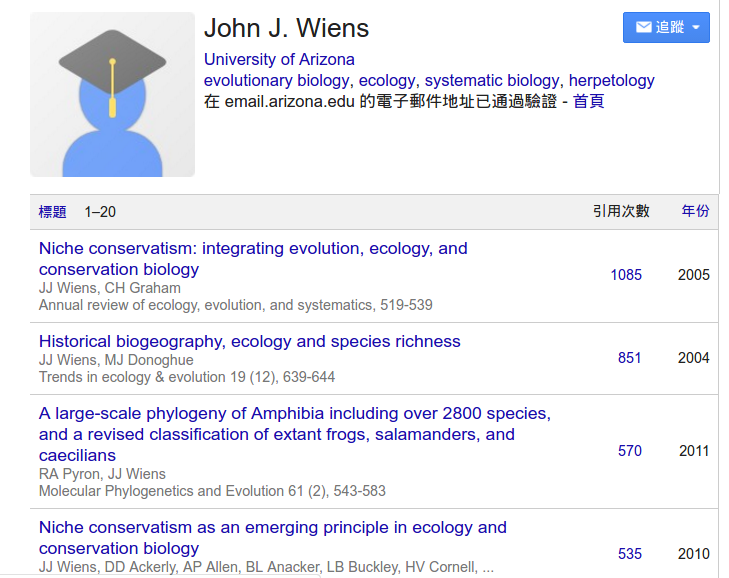 John J. Wiens
追蹤
University of Arizona
evolutionary biology, ecology, systematic biology, herpetology
在 email.arizona.edu 的電子郵件地址已通過驗證 - 首頁
標題 1–20 引用次數 年份
Niche conservatism: integrating evolution, ecology, and
conservation biology
JJ Wiens, CH Graham
Annual review of ecology, evolution, and systematics, 519-539
1085 2005
Historical biogeography, ecology and species richness
JJ Wiens, MJ Donoghue
Trends in ecology & evolution 19 (12), 639-644
851 2004
A large-scale phylogeny of Amphibia including over 2800 species,
and a revised classification of extant frogs, salamanders, and
caecilians
RA Pyron, JJ Wiens
Molecular Phylogenetics and Evolution 61 (2), 543-583
570 2011
Niche conservatism as an emerging principle in ecology and
conservation biology
JJ Wiens, DD Ackerly, AP Allen, BL Anacker, LB Buckley, HV Cornell, ...
535 2010